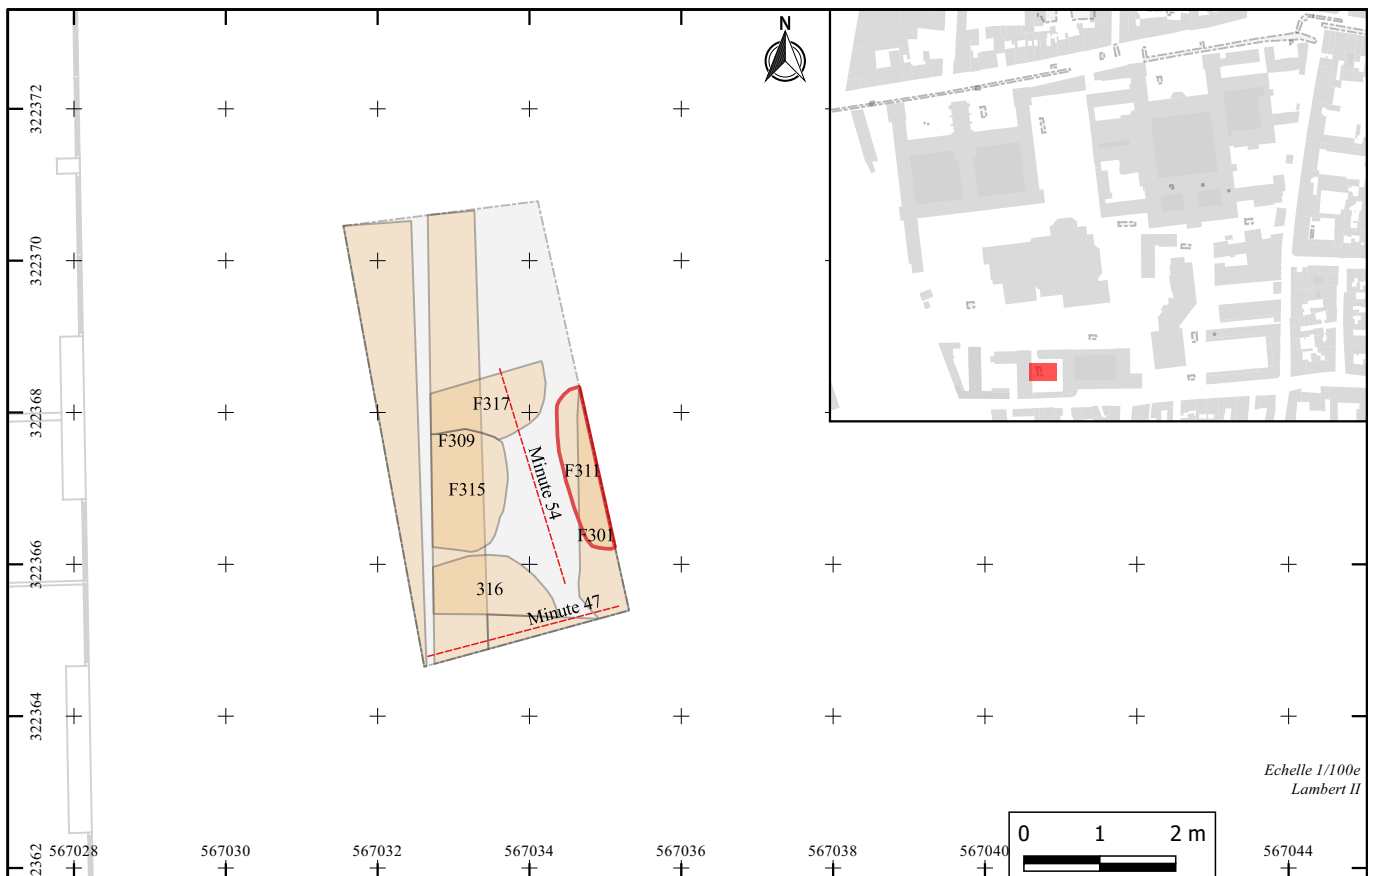 N
322372
322370
322368
322366
322364
2362
F317
F309
F315
F311
F301
316
Minute 54
Minute 47
Echelle 1/100e
Lambert II
0 1 2 m
567028 567030 567032 567034 567036 567038 567040 567044